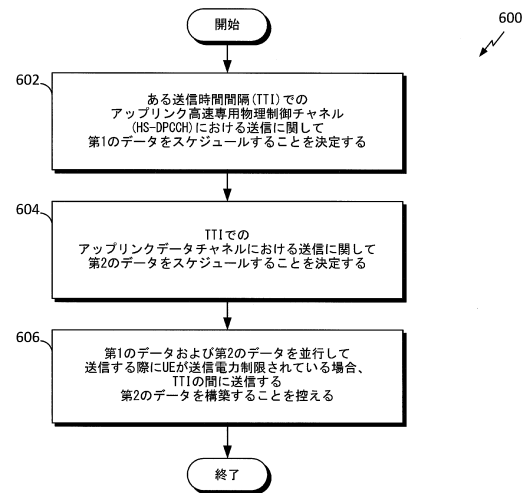 開始
600
602
ある送信時間間隔(TTI)での
アップリンク高速専用物理制御チャネル
(HS-DPCCH)における送信に関して
第1のデータをスケジュールすることを決定する
604
TTIでの
アップリンクデータチャネルにおける送信に関して
第2のデータをスケジュールすることを決定する
606
第1のデータおよび第2のデータを並行して
送信する際にUEが送信電力制限されている場合、
TTIの間に送信する
第2のデータを構築することを控える
終了